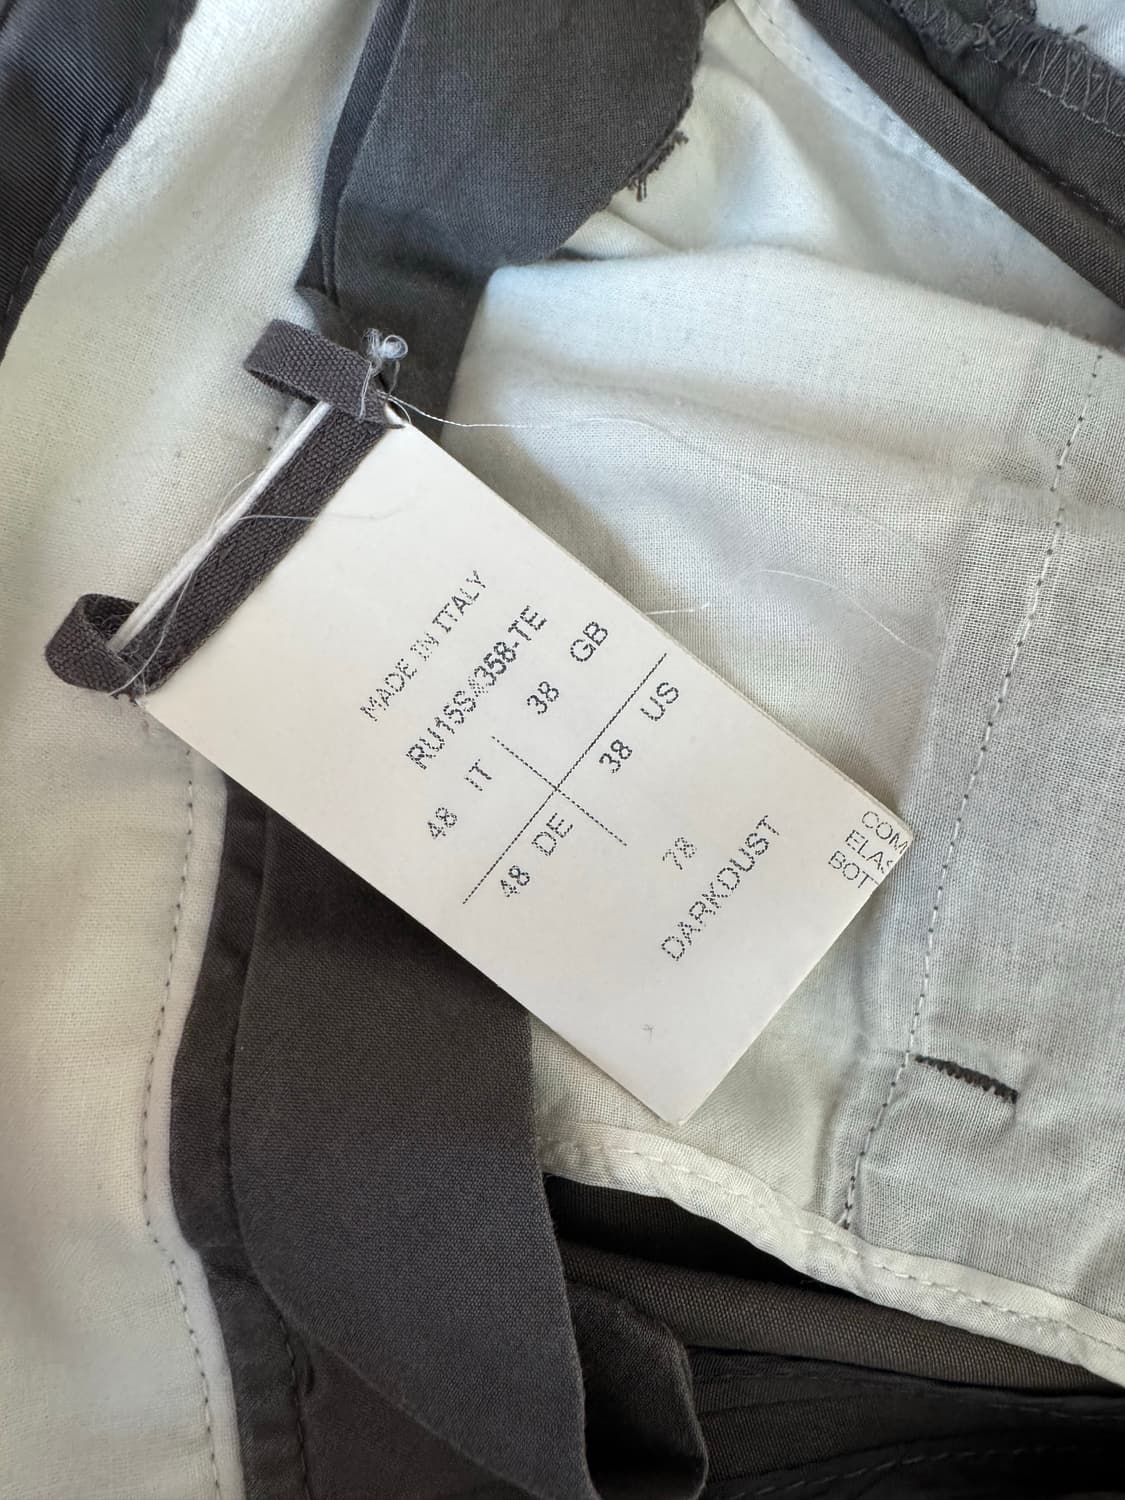 MADE IN ITALY
RU15S4358-TE
48 IT 38 GB
48 DE 38 US
78
DARKDUST
COM
ELAS
BOT